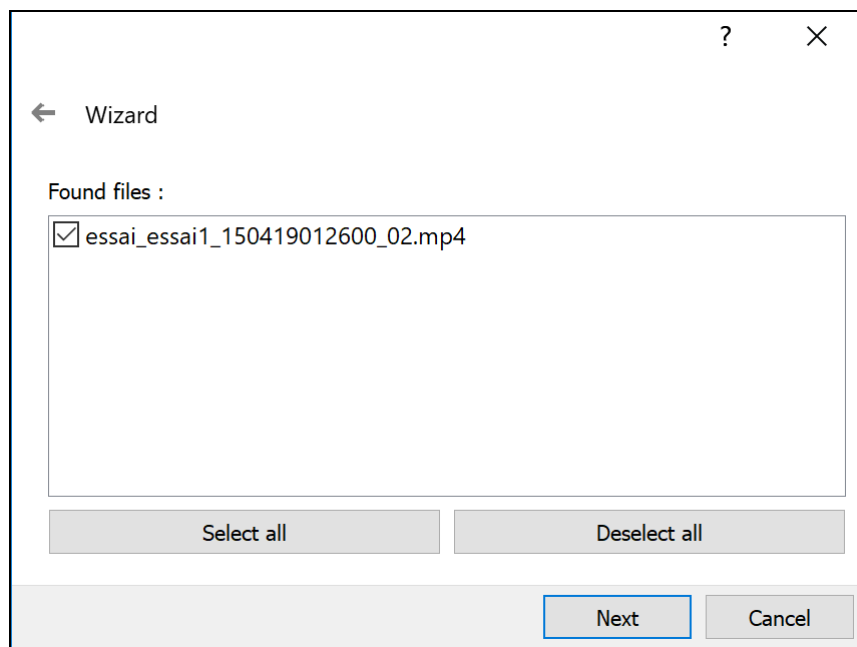 ?
Wizard
Found files :
essai_essai1_150419012600_02.mp4
Select all Deselect all
Next Cancel